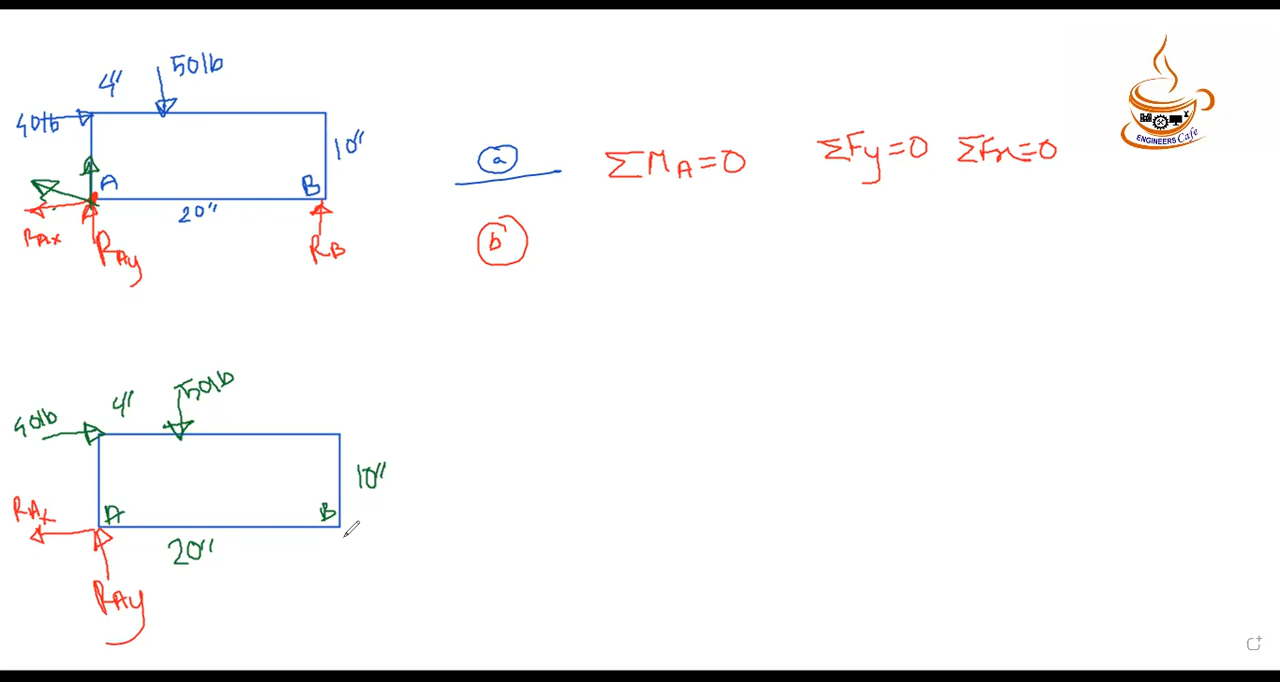 4"
50lb
40lb
10"
A
B
20"
RAx
RAy
RB
a
ΣMA=0
ΣFy=0
ΣFx=0
b
ENGINEERS Cafe
4"
50lb
40lb
10"
RAx
A
B
20"
RAy